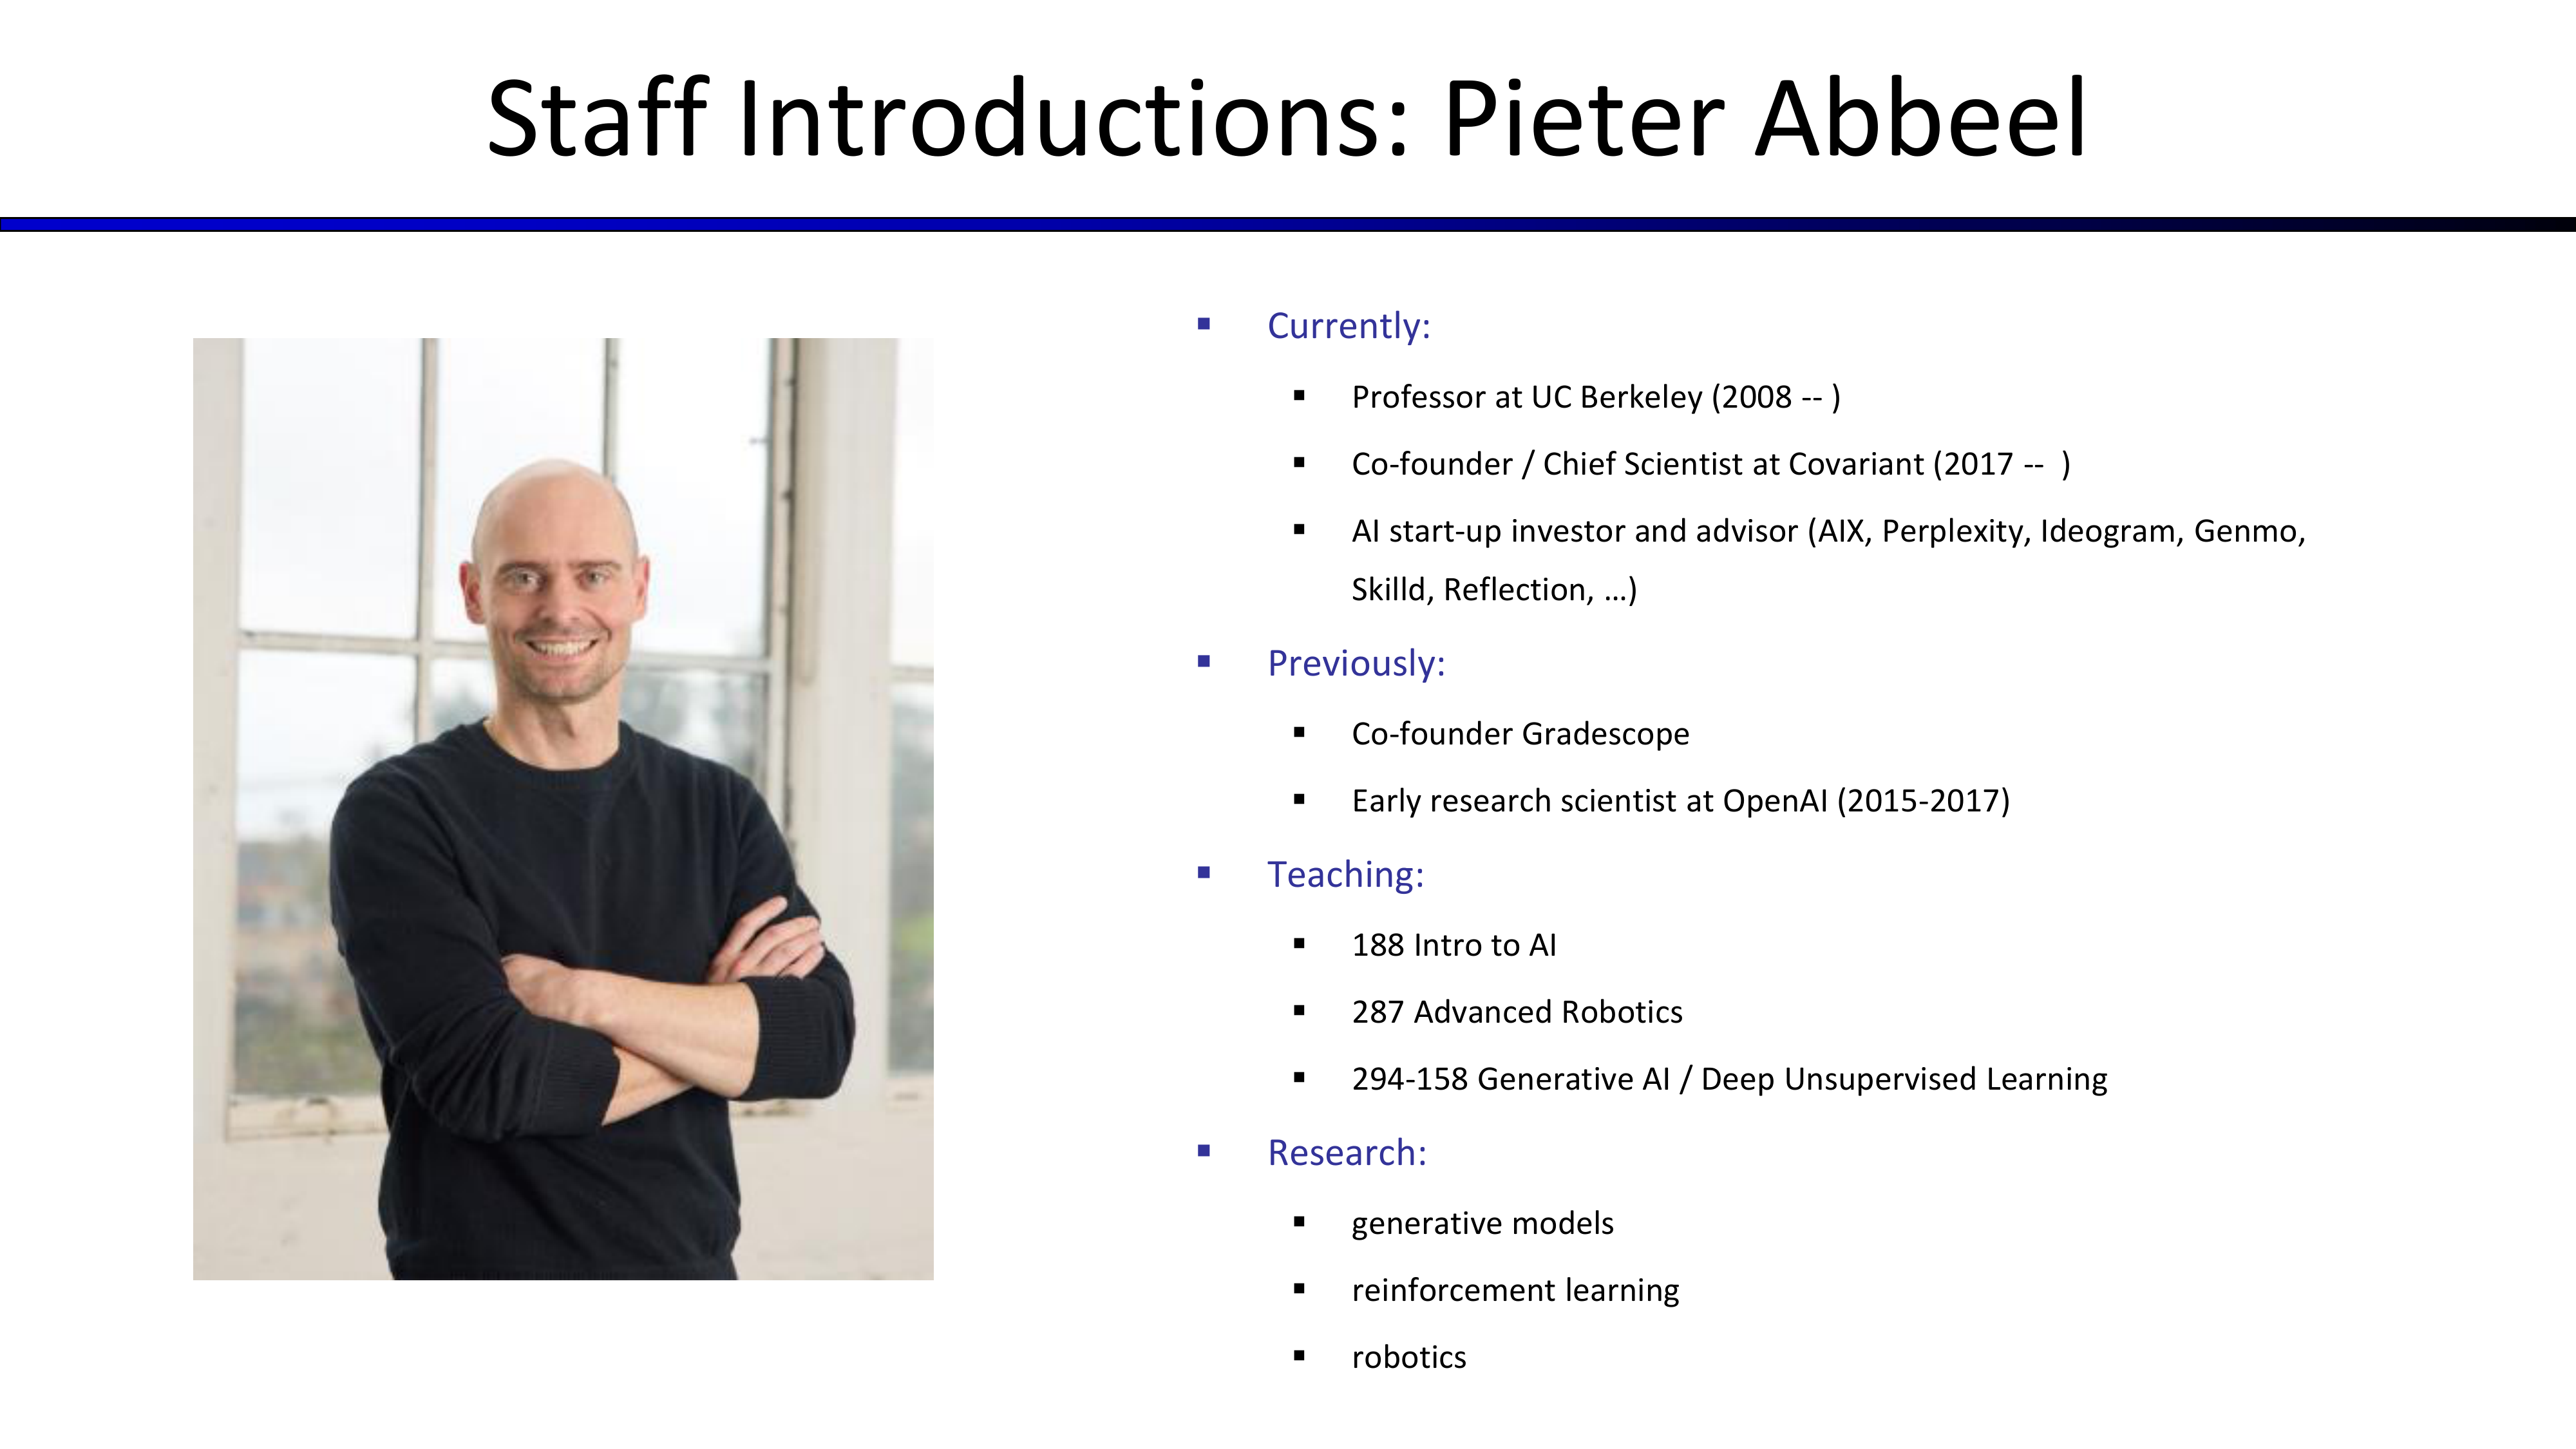 Staff Introductions: Pieter Abbeel
▪ Currently:
▪ Professor at UC Berkeley (2008 -- )
▪ Co-founder / Chief Scientist at Covariant (2017 --  )
▪ AI start-up investor and advisor (AIX, Perplexity, Ideogram, Genmo,
Skilld, Reflection, …)
▪ Previously:
▪ Co-founder Gradescope
▪ Early research scientist at OpenAI (2015-2017)
▪ Teaching:
▪ 188 Intro to AI
▪ 287 Advanced Robotics
▪ 294-158 Generative AI / Deep Unsupervised Learning
▪ Research:
▪ generative models
▪ reinforcement learning
▪ robotics